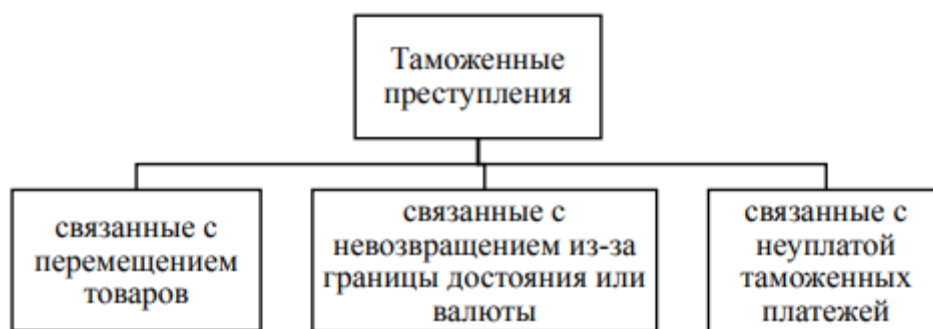 Таможенные
преступления
связанные с
перемещением
товаров
связанные с
невозвращением из-за
границы достояния или
валюты
связанные с
неуплатой
таможенных
платежей